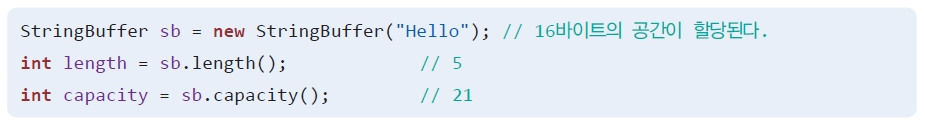 StringBuffer sb = new StringBuffer("Hello"); // 16바이트의 공간이 할당된다.
int length = sb.length(); // 5
int capacity = sb.capacity(); // 21